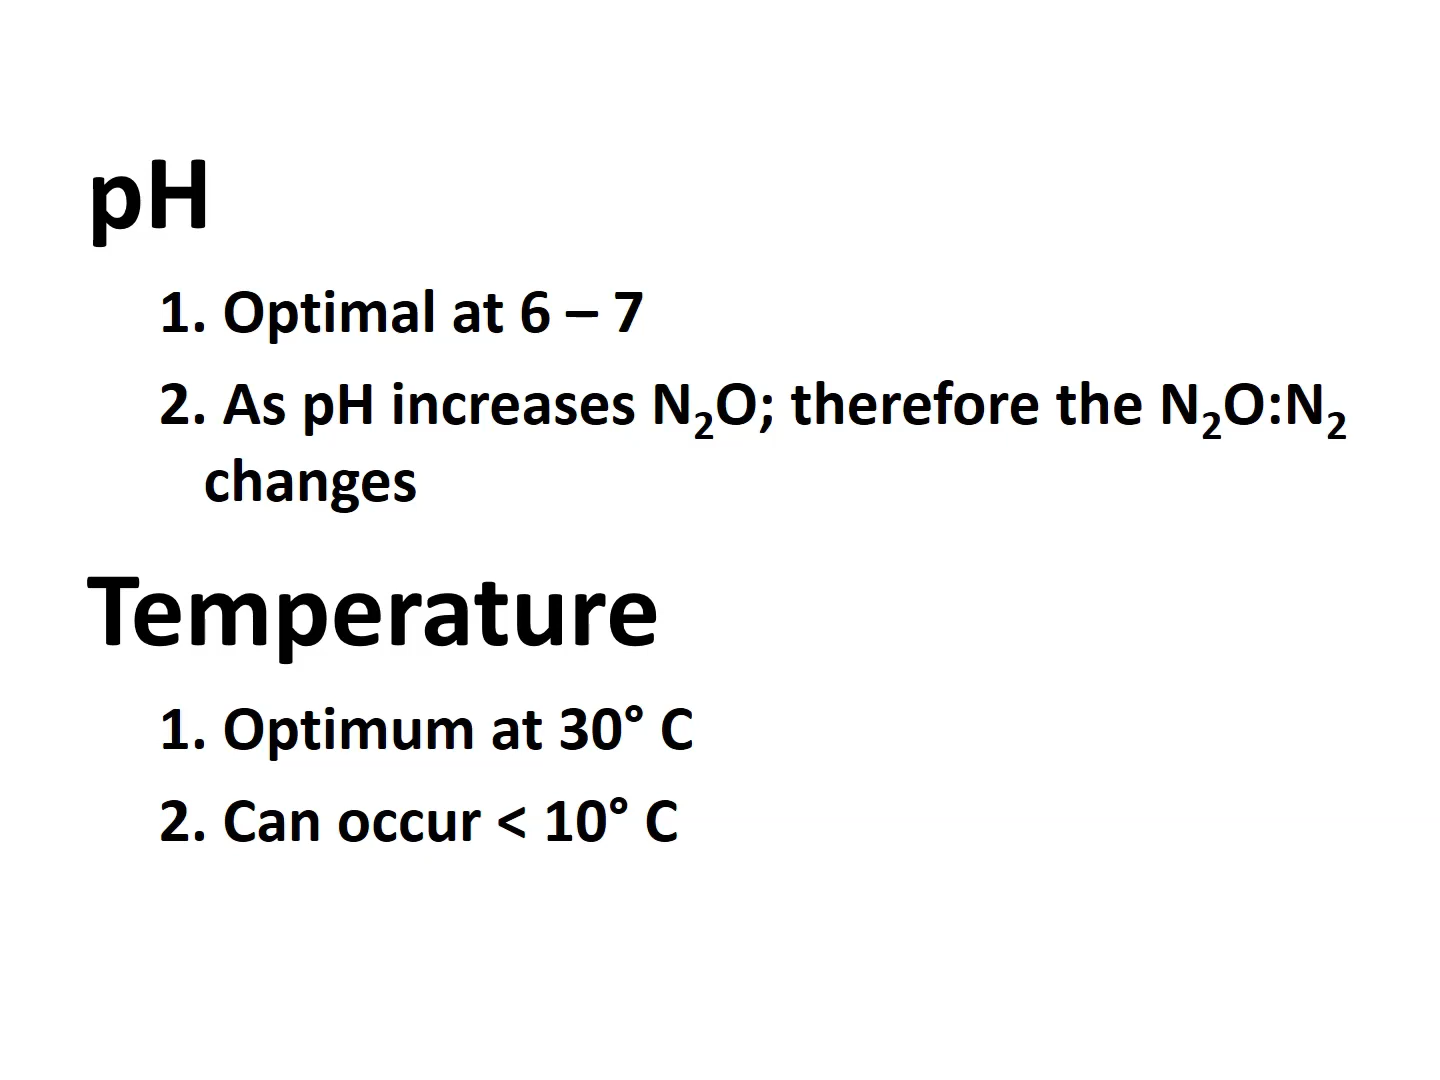 pH
1. Optimal at 6 – 7
2. As pH increases N₂O; therefore the N₂O:N₂
changes
Temperature
1. Optimum at 30° C
2. Can occur < 10° C